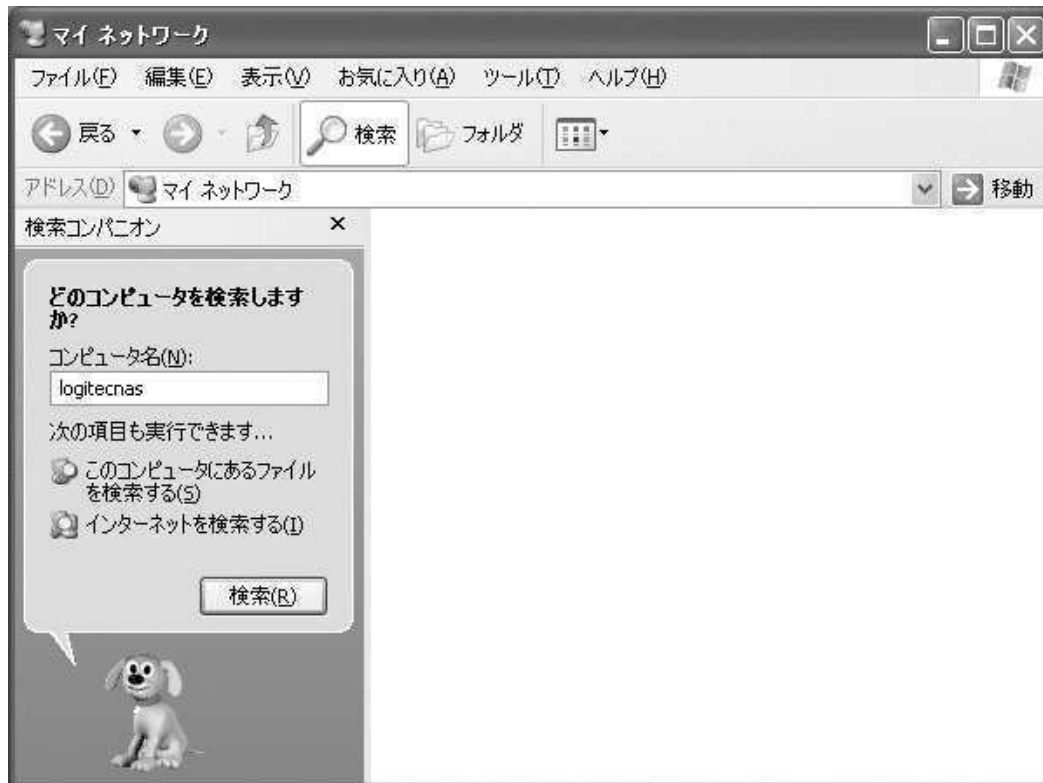 マイ ネットワーク
ファイル(F) 編集(E) 表示(V) お気に入り(A) ツール(T) ヘルプ(H)
戻る 検索 フォルダ
アドレス(D) マイ ネットワーク 移動
検索コンパニオン
どのコンピュータを検索します
か?
コンピュータ名(N):
logitecnas
次の項目も実行できます...
このコンピュータにあるファイル
を検索する(S)
インターネットを検索する(I)
検索(R)